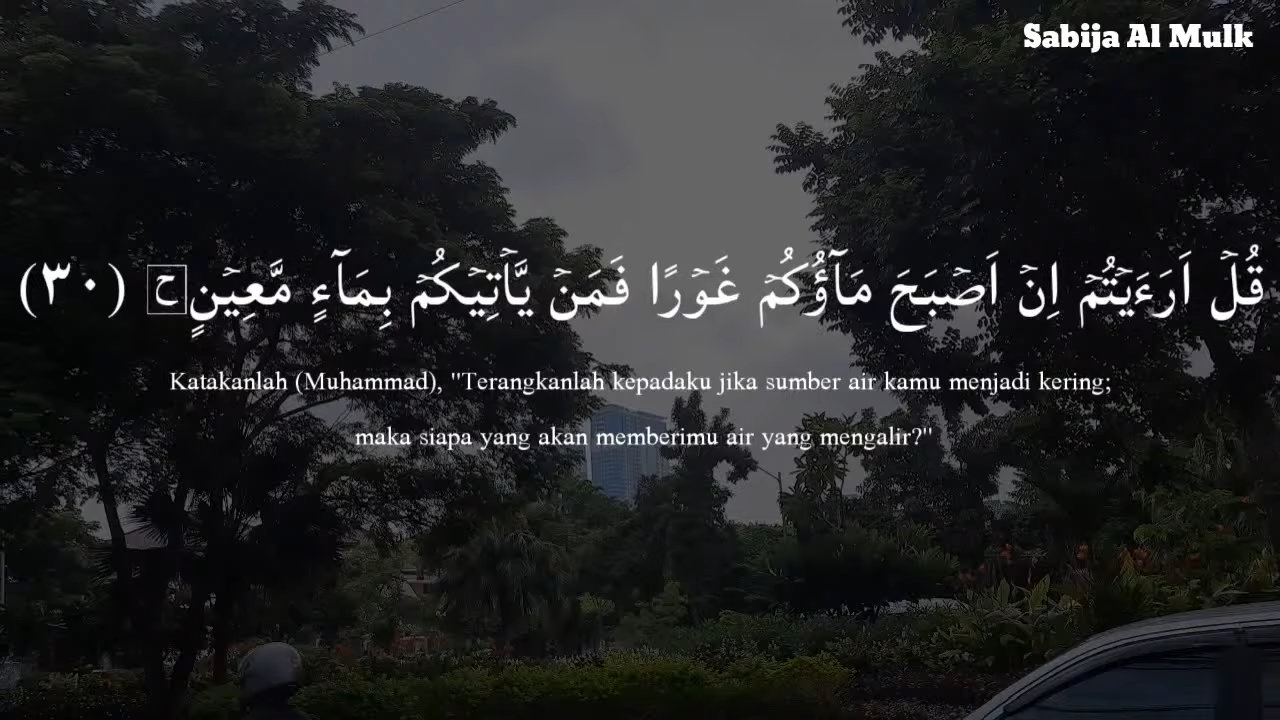 Sabija Al Mulk
قُلۡ اَرَءَيۡتُمۡ اِنۡ اَصۡبَحَ مَآؤُكُمۡ غَوۡرًا فَمَنۡ يَّاۡتِيۡكُمۡ بِمَآءٍ مَّعِيۡنٍ ح (٣٠)
Katakanlah (Muhammad), "Terangkanlah kepadaku jika sumber air kamu menjadi kering;
maka siapa yang akan memberimu air yang mengalir?"